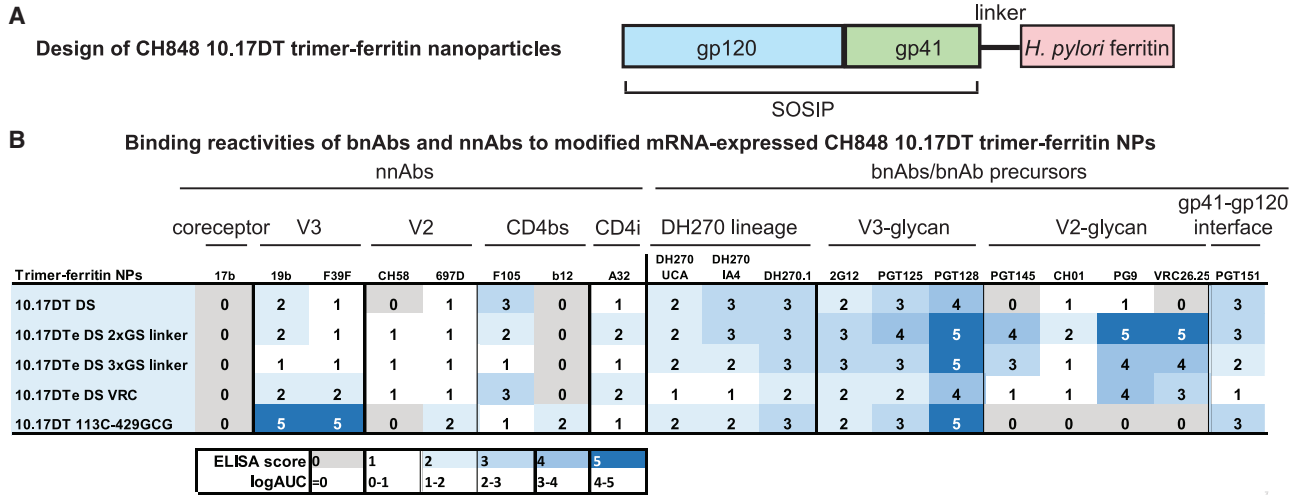 A
Design of CH848 10.17DT trimer-ferritin nanoparticles
linker
gp120 gp41 H. pylori ferritin
SOSIP
B Binding reactivities of bnAbs and nnAbs to modified mRNA-expressed CH848 10.17DT trimer-ferritin NPs
nnAbs bnAbs/bnAb precursors
coreceptor V3 V2 CD4bs CD4i DH270 lineage V3-glycan V2-glycan gp41-gp120 interface
Trimer-ferritin NPs 17b 19b F39F CH58 697D F105 b12 A32 DH270 UCA DH270 IA4 DH270.1 2G12 PGT125 PGT128 PGT145 CH01 PG9 VRC26.25 PGT151
10.17DT DS 0 2 1 0 1 3 0 1 2 3 3 2 3 4 0 1 1 0 3
10.17DTe DS 2xGS linker 0 2 1 1 1 2 0 2 2 3 3 3 4 5 4 2 5 5 3
10.17DTe DS 3xGS linker 0 1 1 1 1 1 0 1 2 2 3 3 3 5 3 1 4 4 2
10.17DTe DS VRC 0 2 2 1 1 3 0 2 1 1 2 2 2 4 1 1 4 3 1
10.17DT 113C-429GCG 0 5 5 0 2 1 2 1 2 2 3 2 3 5 0 0 0 0 3
ELISA score 0 1 2 3 4 5
logAUC =0 0-1 1-2 2-3 3-4 4-5